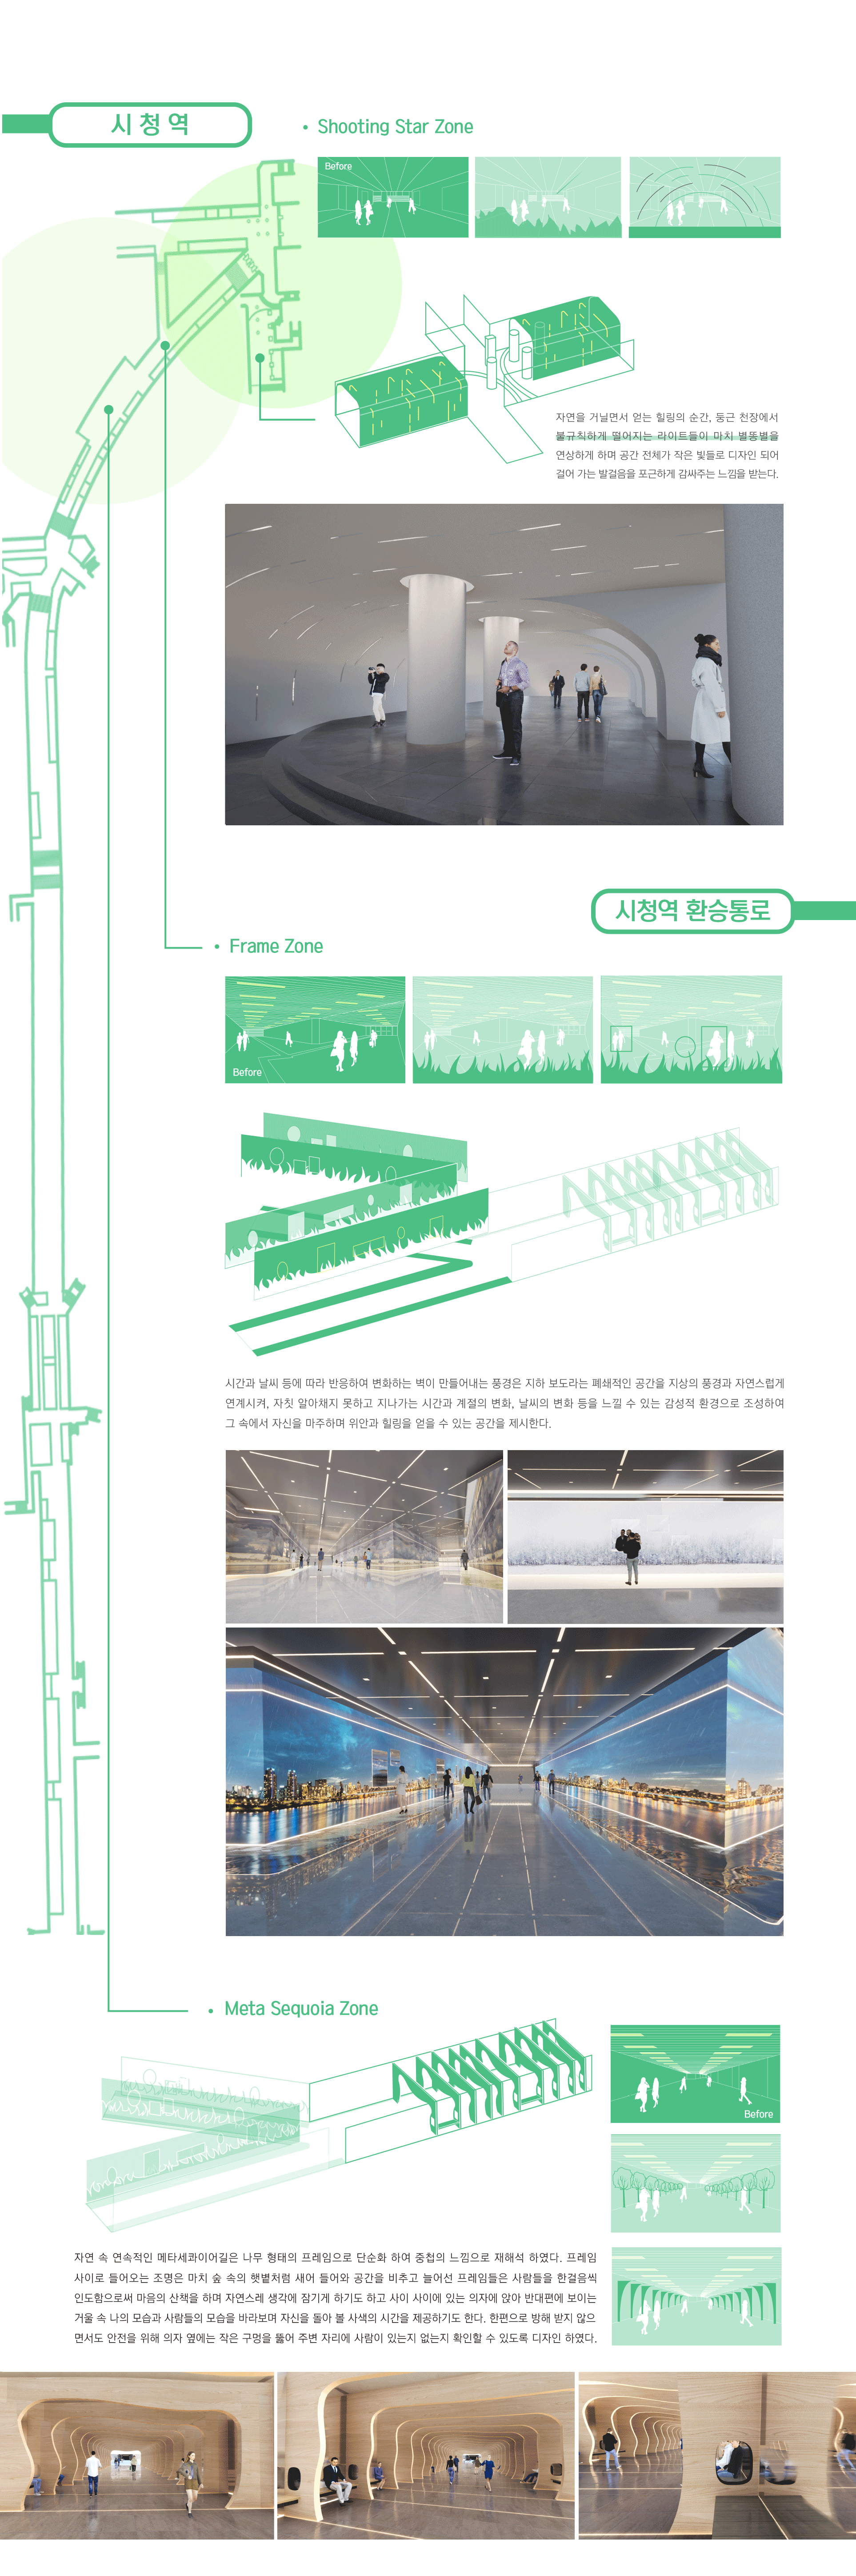 시청역
• Shooting Star Zone
Before
자연을 거닐면서 얻는 힐링의 순간, 둥근 천장에서
불규칙하게 떨어지는 라이트들이 마치 별똥별을
연상하게 하며 공간 전체가 작은 빛들로 디자인 되어
걸어 가는 발걸음을 포근하게 감싸주는 느낌을 받는다.
시청역 환승통로
• Frame Zone
Before
시간과 날씨 등에 따라 반응하여 변화하는 벽이 만들어내는 풍경은 지하 보도라는 폐쇄적인 공간을 지상의 풍경과 자연스럽게
연계시켜, 자칫 알아채지 못하고 지나가는 시간과 계절의 변화, 날씨의 변화 등을 느낄 수 있는 감성적 환경으로 조성하여
그 속에서 자신을 마주하며 위안과 힐링을 얻을 수 있는 공간을 제시한다.
• Meta Sequoia Zone
Before
자연 속 연속적인 메타세콰이어길은 나무 형태의 프레임으로 단순화 하여 중첩의 느낌으로 재해석 하였다. 프레임
사이로 들어오는 조명은 마치 숲 속의 햇볕처럼 새어 들어와 공간을 비추고 늘어선 프레임들은 사람들을 한걸음씩
인도함으로써 마음의 산책을 하며 자연스레 생각에 잠기게 하기도 하고 사이 사이에 있는 의자에 앉아 반대편에 보이는
거울 속 나의 모습과 사람들의 모습을 바라보며 자신을 돌아 볼 사색의 시간을 제공하기도 한다. 한편으로 방해 받지 않으
면서도 안전을 위해 의자 옆에는 작은 구멍을 뚫어 주변 자리에 사람이 있는지 없는지 확인할 수 있도록 디자인 하였다.